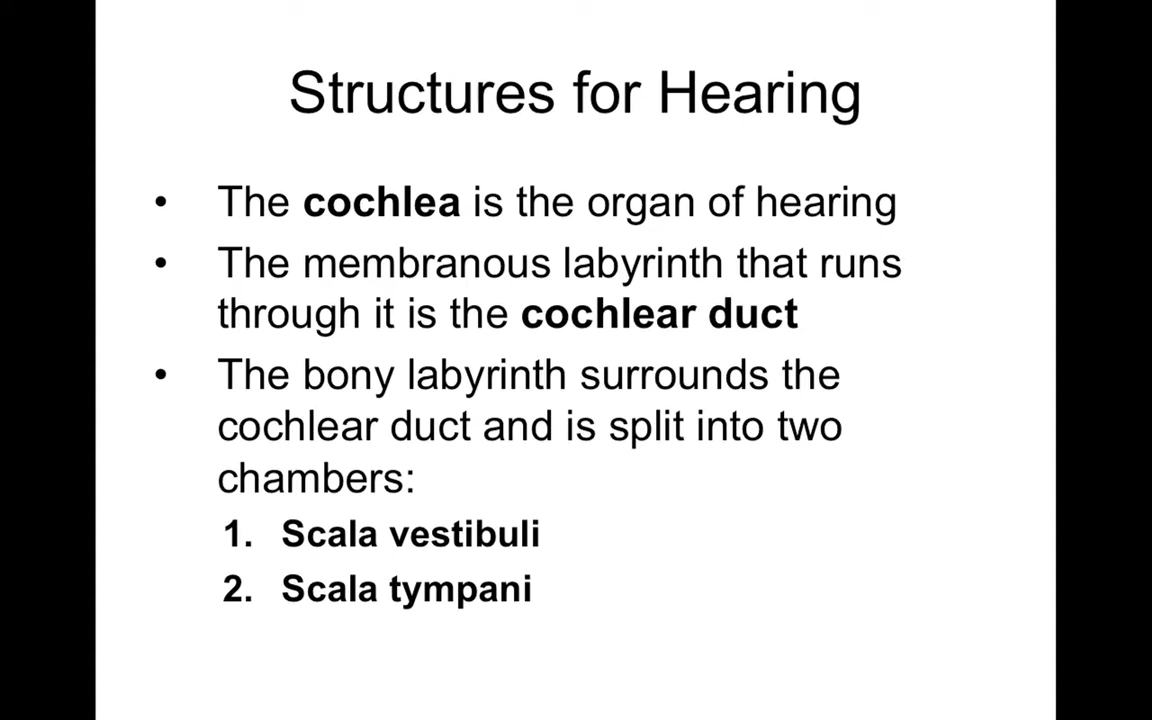 Structures for Hearing
• The cochlea is the organ of hearing
• The membranous labyrinth that runs
through it is the cochlear duct
• The bony labyrinth surrounds the
cochlear duct and is split into two
chambers:
1. Scala vestibuli
2. Scala tympani